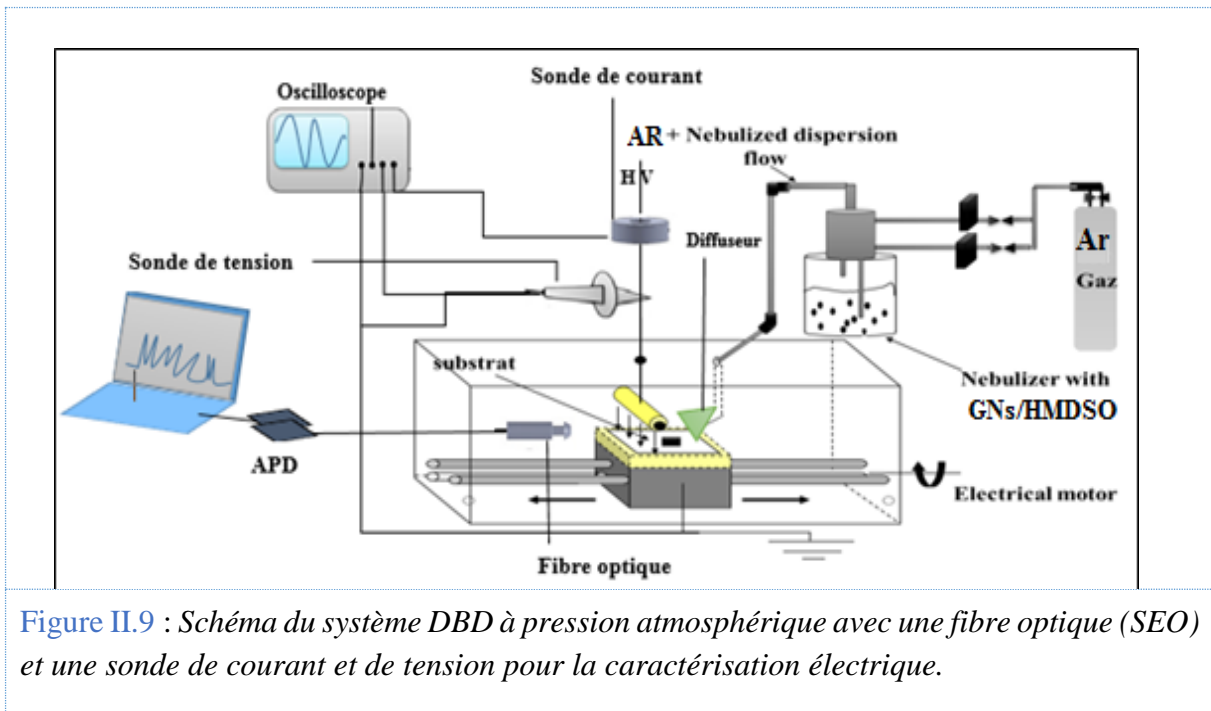 Sonde de courant
Oscilloscope
AR + Nebulized dispersion
flow
HV
Diffuseur
Ar
Gaz
Sonde de tension
substrat
Nebulizer with
GNs/HMDSO
APD
Electrical motor
Fibre optique
Figure II.9 : Schéma du système DBD à pression atmosphérique avec une fibre optique (SEO)
et une sonde de courant et de tension pour la caractérisation électrique.